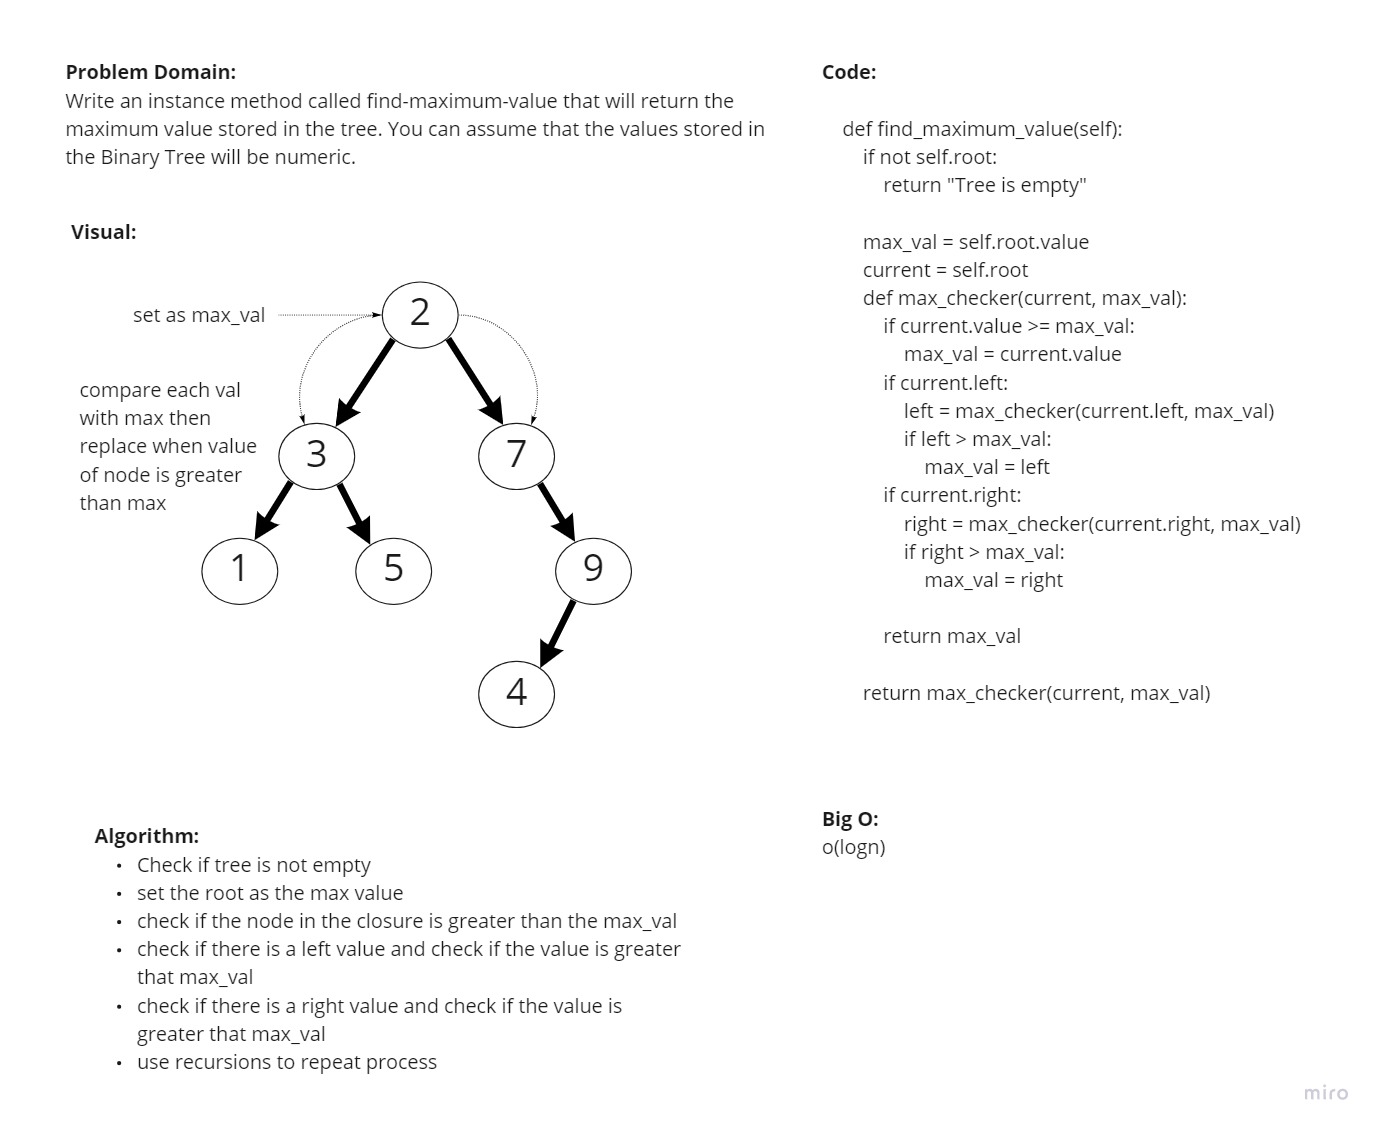 Problem Domain:
Write an instance method called find-maximum-value that will return the
maximum value stored in the tree. You can assume that the values stored in
the Binary Tree will be numeric.
Visual:
set as max_val
2
compare each val
with max then
replace when value
of node is greater
than max
3
7
1
5
9
4
Algorithm:
• Check if tree is not empty
• set the root as the max value
• check if the node in the closure is greater than the max_val
• check if there is a left value and check if the value is greater
that max_val
• check if there is a right value and check if the value is
greater that max_val
• use recursions to repeat process
Code:
def find_maximum_value(self):
if not self.root:
return "Tree is empty"
max_val = self.root.value
current = self.root
def max_checker(current, max_val):
if current.value >= max_val:
max_val = current.value
if current.left:
left = max_checker(current.left, max_val)
if left > max_val:
max_val = left
if current.right:
right = max_checker(current.right, max_val)
if right > max_val:
max_val = right
return max_val
return max_checker(current, max_val)
Big O:
o(logn)
miro